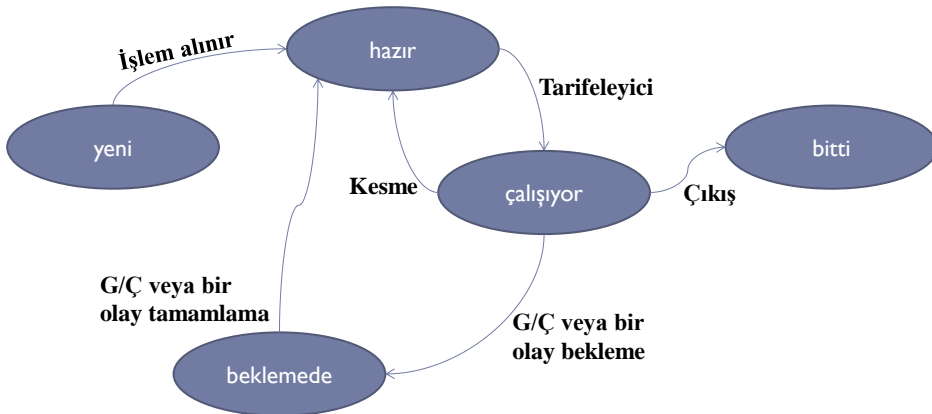 İşlem alınır
hazır
Tarifeleyici
yeni
bitti
Kesme
çalışıyor
Çıkış
G/Ç veya bir
olay tamamlama
G/Ç veya bir
olay bekleme
beklemede